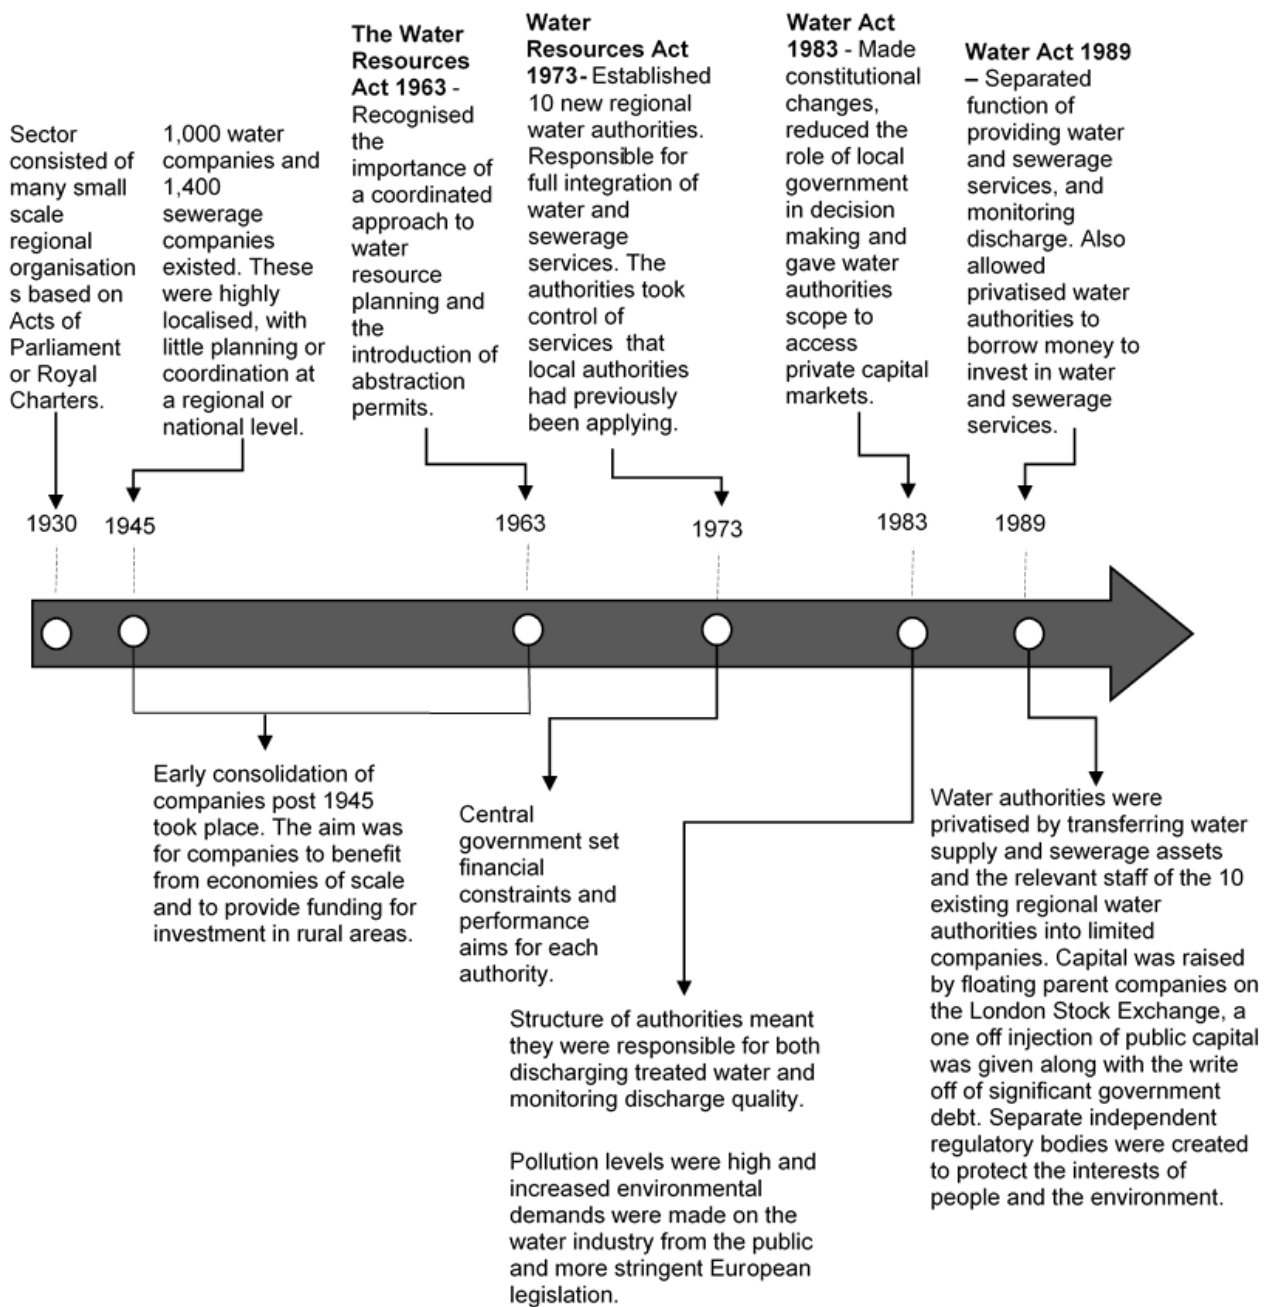 Sector
consisted of
many small
scale
regional
organisation
s based on
Acts of
Parliament
or Royal
Charters.
1,000 water
companies and
1,400
sewerage
companies
existed. These
were highly
localised, with
little planning or
coordination at
a regional or
national level.
The Water
Resources
Act 1963 -
Recognised
the
importance of
a coordinated
approach to
water
resource
planning and
the
introduction of
abstraction
permits.
Water
Resources Act
1973- Established
10 new regional
water authorities.
Responsible for
full integration of
water and
sewerage
services. The
authorities took
control of
services that
local authorities
had previously
been applying.
Water Act
1983 - Made
constitutional
changes,
reduced the
role of local
government
in decision
making and
gave water
authorities
scope to
access
private capital
markets.
Water Act 1989
– Separated
function of
providing water
and sewerage
services, and
monitoring
discharge. Also
allowed
privatised water
authorities to
borrow money to
invest in water
and sewerage
services.
1930
1945
1963
1973
1983
1989
Early consolidation of
companies post 1945
took place. The aim was
for companies to benefit
from economies of scale
and to provide funding for
investment in rural areas.
Central
government set
financial
constraints and
performance
aims for each
authority.
Structure of authorities meant
they were responsible for both
discharging treated water and
monitoring discharge quality.
Pollution levels were high and
increased environmental
demands were made on the
water industry from the public
and more stringent European
legislation.
Water authorities were
privatised by transferring water
supply and sewerage assets
and the relevant staff of the 10
existing regional water
authorities into limited
companies. Capital was raised
by floating parent companies on
the London Stock Exchange, a
one off injection of public capital
was given along with the write
off of significant government
debt. Separate independent
regulatory bodies were created
to protect the interests of
people and the environment.